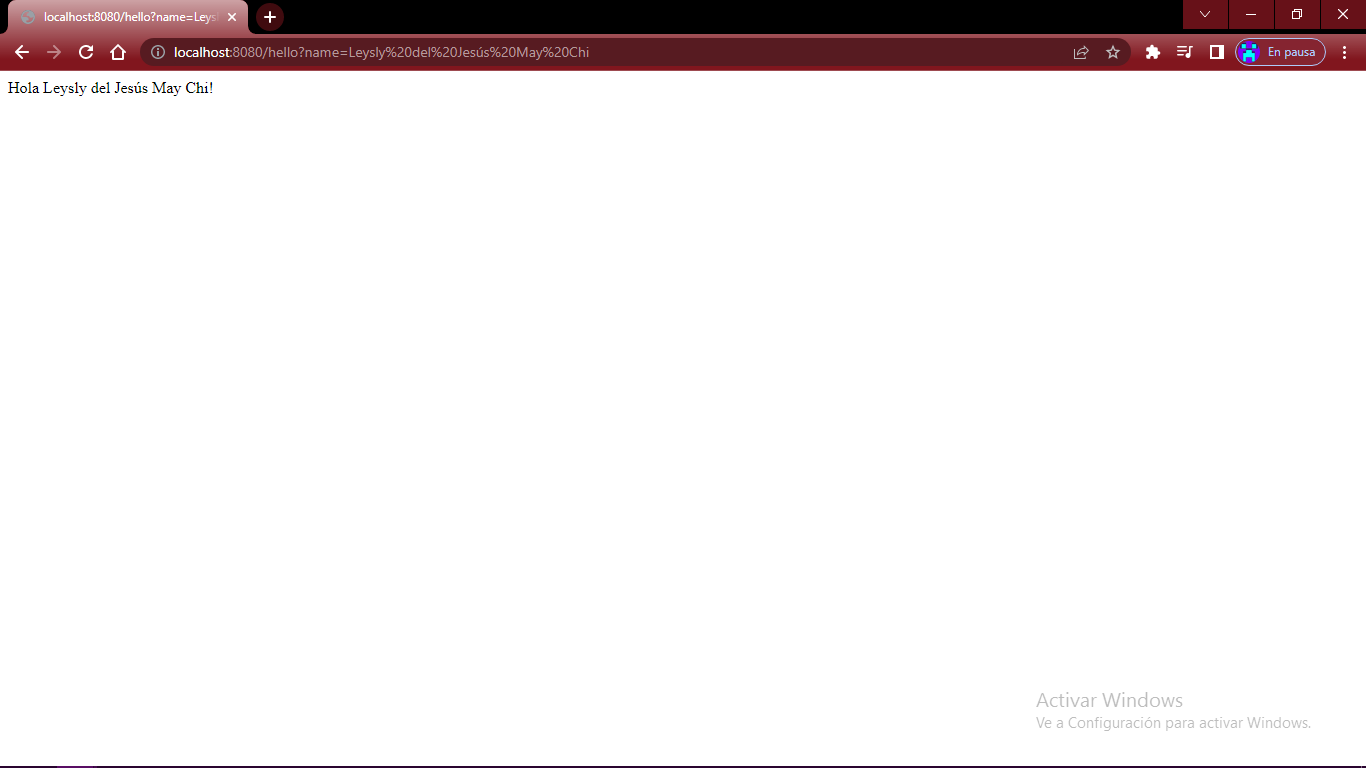 localhost:8080/hello?name=Leysl
localhost:8080/hello?name=Leysly%20del%20Jesús%20May%20Chi
En pausa
Hola Leysly del Jesús May Chi!
Activar Windows
Ve a Configuración para activar Windows.